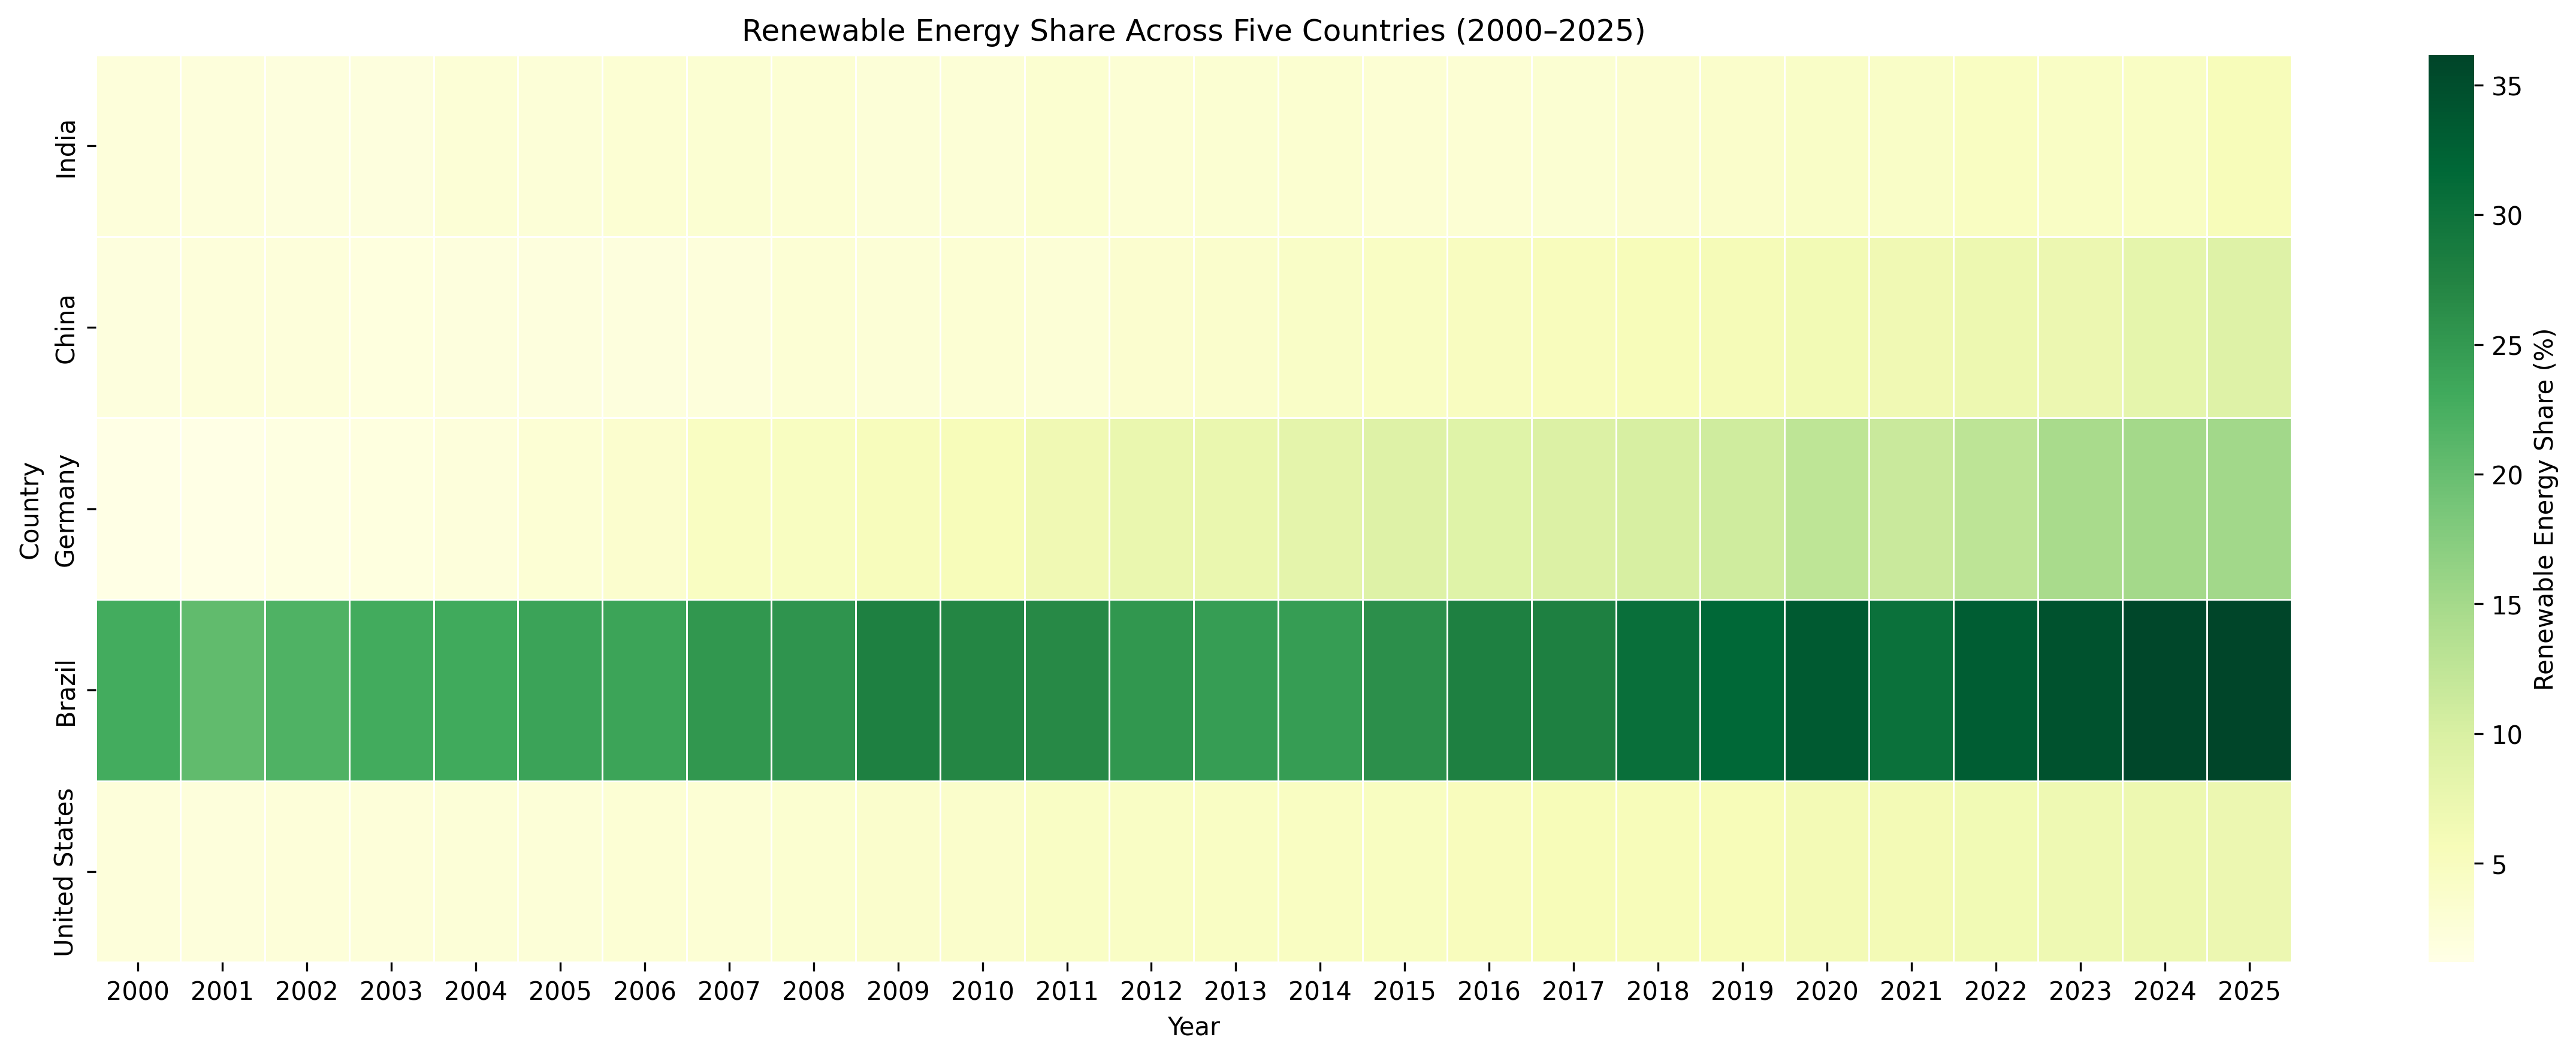 Renewable Energy Share Across Five Countries (2000–2025)
Country
India
China
Germany
Brazil
United States
2000 2001 2002 2003 2004 2005 2006 2007 2008 2009 2010 2011 2012 2013 2014 2015 2016 2017 2018 2019 2020 2021 2022 2023 2024 2025
Year
35
30
25
20
15
10
5
Renewable Energy Share (%)